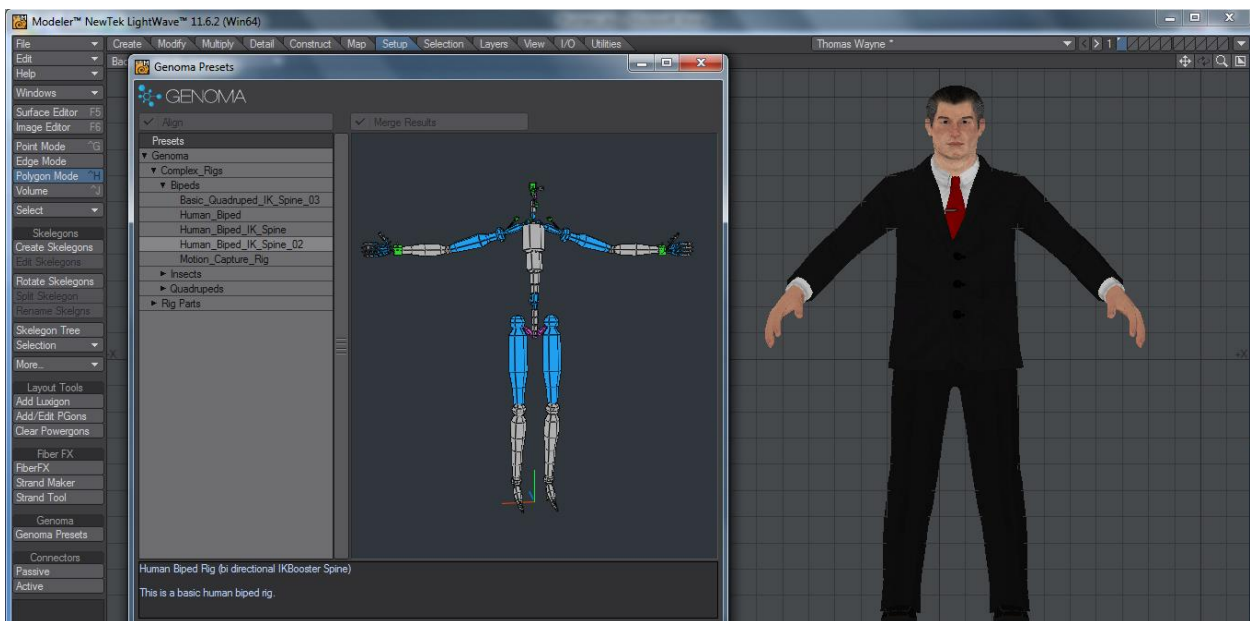 Modeler™ NewTek LightWave™ 11.6.2 (Win64)
File
Create Modify Multiply Detail Construct Map Setup Selection Layers View I/O Utilities
Thomas Wayne *
1
Edit
Help
Windows
Surface Editor F5
Image Editor F6
Point Mode ^G
Edge Mode
Polygon Mode ^H
Volume ^J
Select
Skelegons
Create Skelegons
Edit Skelegons
Rotate Skelegons
Split Skelegon
Rename Skelgns
Skelegon Tree
Selection
More...
Layout Tools
Add Luxigon
Add/Edit PGons
Clear Powergons
Fiber FX
FiberFX
Strand Maker
Strand Tool
Genoma
Genoma Presets
Connectors
Passive
Active
Genoma Presets
GENOMA
Align
Merge Results
Presets
Genoma
Complex_Rigs
Bipeds
Basic_Quadruped_IK_Spine_03
Human_Biped
Human_Biped_IK_Spine
Human_Biped_IK_Spine_02
Motion_Capture_Rig
Insects
Quadrupeds
Rig Parts
Human Biped Rig (bi directional IKBooster Spine)
This is a basic human biped rig.
-X
+X